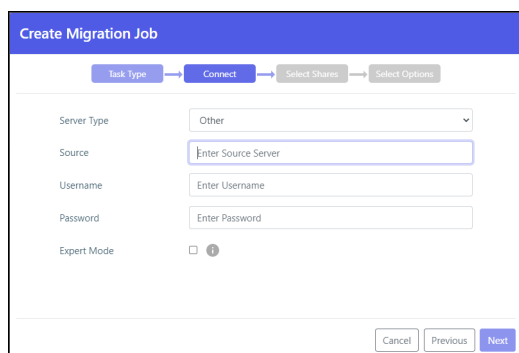 Create Migration Job
Task Type Connect Select Shares Select Options
Server Type Other
Source Enter Source Server
Username Enter Username
Password Enter Password
Expert Mode i
Cancel Previous Next